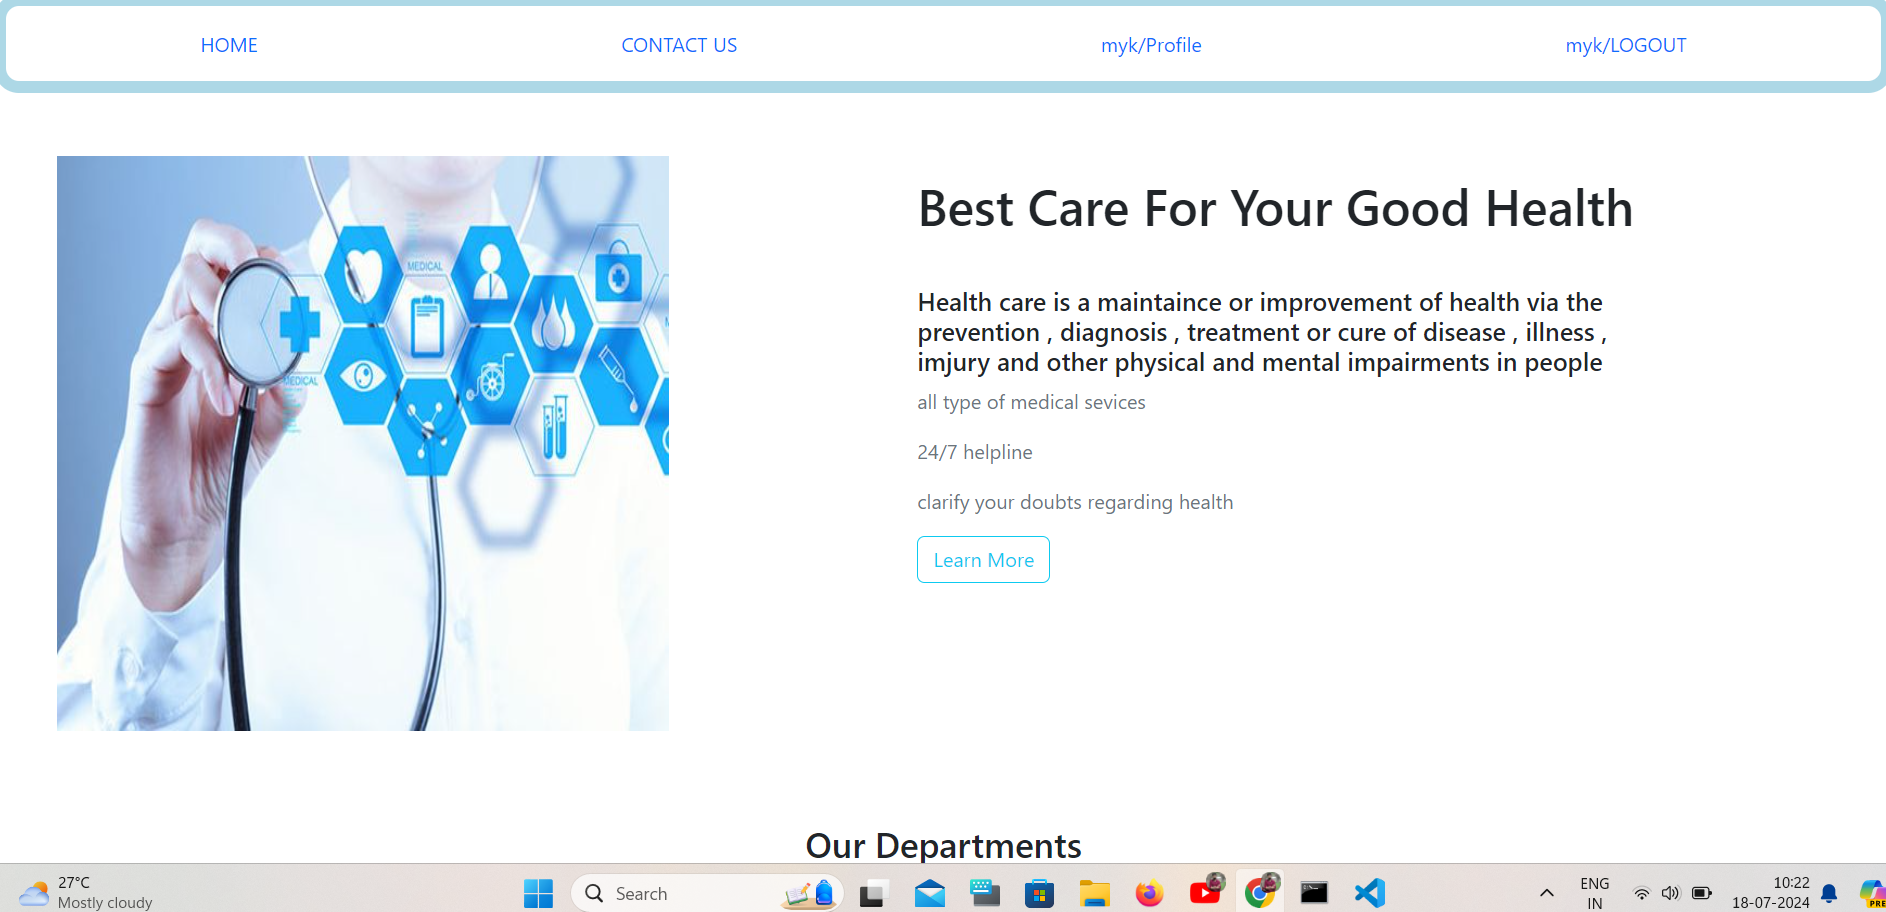 HOME
CONTACT US
myk/Profile
myk/LOGOUT
MEDICAL
MEDICAL
Best Care For Your Good Health
Health care is a maintaince or improvement of health via the
prevention , diagnosis , treatment or cure of disease , illness ,
imjury and other physical and mental impairments in people
all type of medical sevices
24/7 helpline
clarify your doubts regarding health
Learn More
Our Departments
27°C
Mostly cloudy
Search
ENG
IN
10:22
18-07-2024
PRE